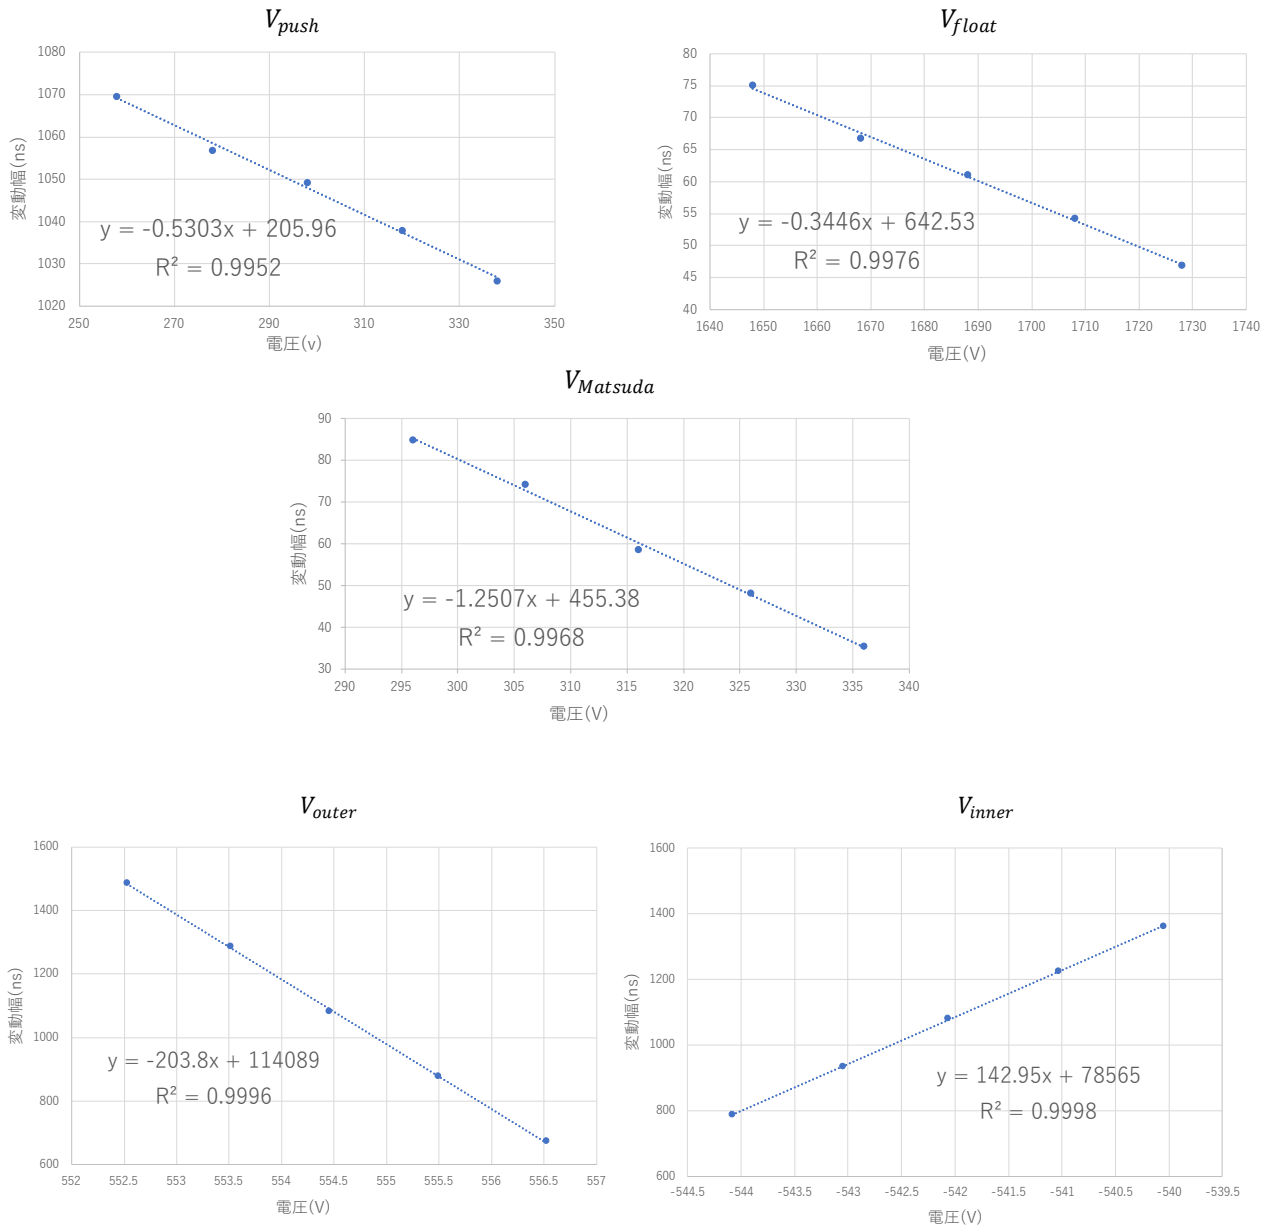 V_push
1080
1070
1060
1050
1040
1030
1020
変動幅(ns)
y = -0.5303x + 205.96
R² = 0.9952
250 270 290 310 330 350
電圧(v)
V_float
80
75
70
65
60
55
50
45
40
変動幅(ns)
y = -0.3446x + 642.53
R² = 0.9976
1640 1650 1660 1670 1680 1690 1700 1710 1720 1730 1740
電圧(V)
V_Matsuda
90
80
70
60
50
40
30
変動幅(ns)
y = -1.2507x + 455.38
R² = 0.9968
290 295 300 305 310 315 320 325 330 335 340
電圧(V)
V_outer
1600
1400
1200
1000
800
600
変動幅(ns)
y = -203.8x + 114089
R² = 0.9996
552 552.5 553 553.5 554 554.5 555 555.5 556 556.5 557
電圧(V)
V_inner
1600
1400
1200
1000
800
600
変動幅(ns)
y = 142.95x + 78565
R² = 0.9998
-544.5 -544 -543.5 -543 -542.5 -542 -541.5 -541 -540.5 -540 -539.5
電圧(V)